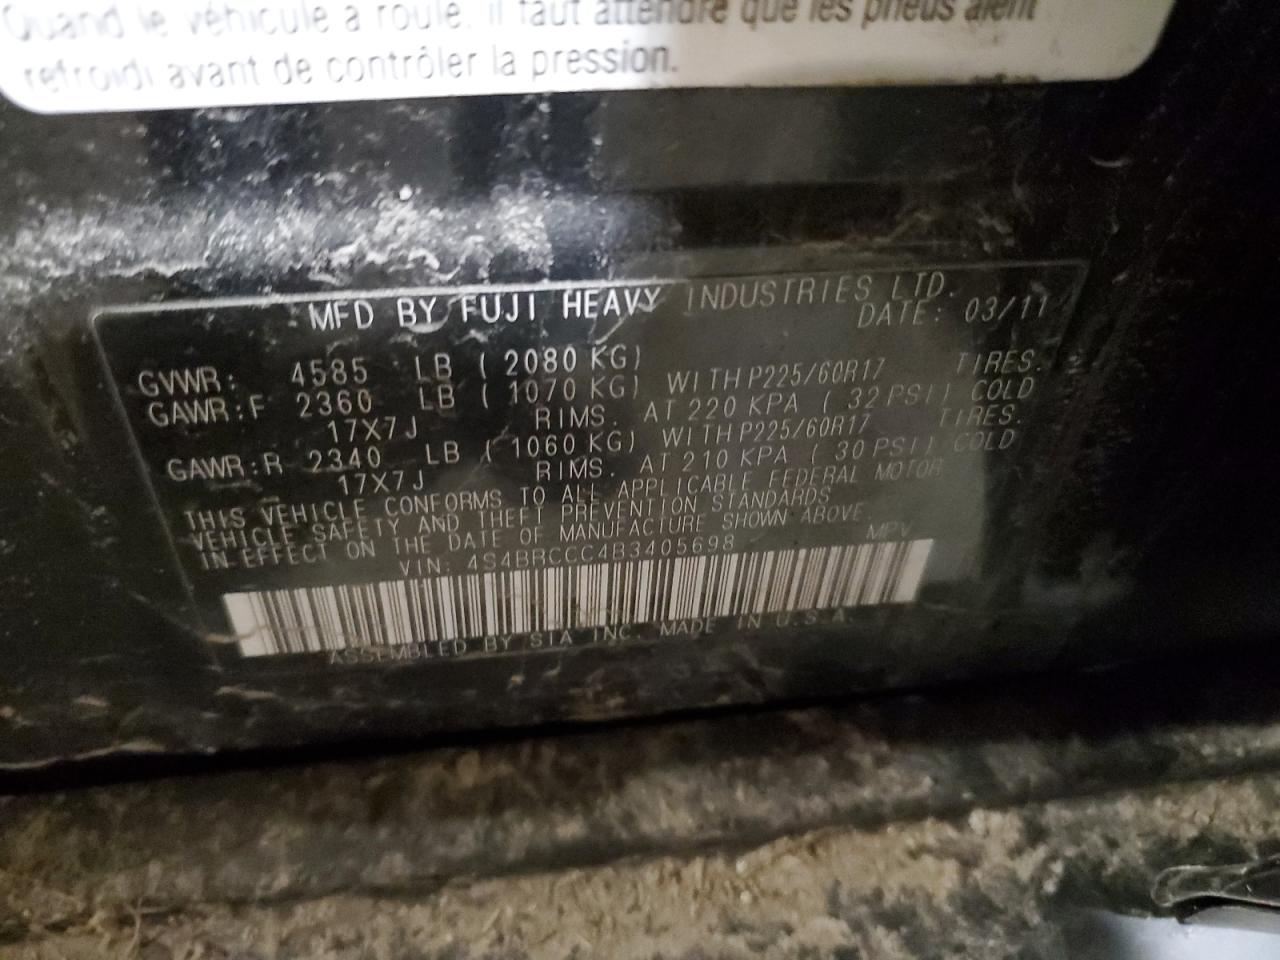 Quand le véhicule a roulé. il faut attendre que les pneus aient
refroidi avant de contrôler la pression.
MFD BY FUJI HEAVY INDUSTRIES LTD.
DATE: 03/11
GVWR: 4585 LB ( 2080 KG)
GAWR:F 2360 LB ( 1070 KG) WITH P225/60R17 TIRES.
17X7J RIMS. AT 220 KPA ( 32 PSI) COLD
GAWR:R 2340 LB ( 1060 KG) WITH P225/60R17 TIRES.
17X7J RIMS. AT 210 KPA ( 30 PSI) COLD
THIS VEHICLE CONFORMS TO ALL APPLICABLE FEDERAL MOTOR
VEHICLE SAFETY AND THEFT PREVENTION STANDARDS
IN EFFECT ON THE DATE OF MANUFACTURE SHOWN ABOVE
VIN: 4S4BRCCC4B3405698 MPV
ASSEMBLED BY SIA INC. MADE IN U.S.A.